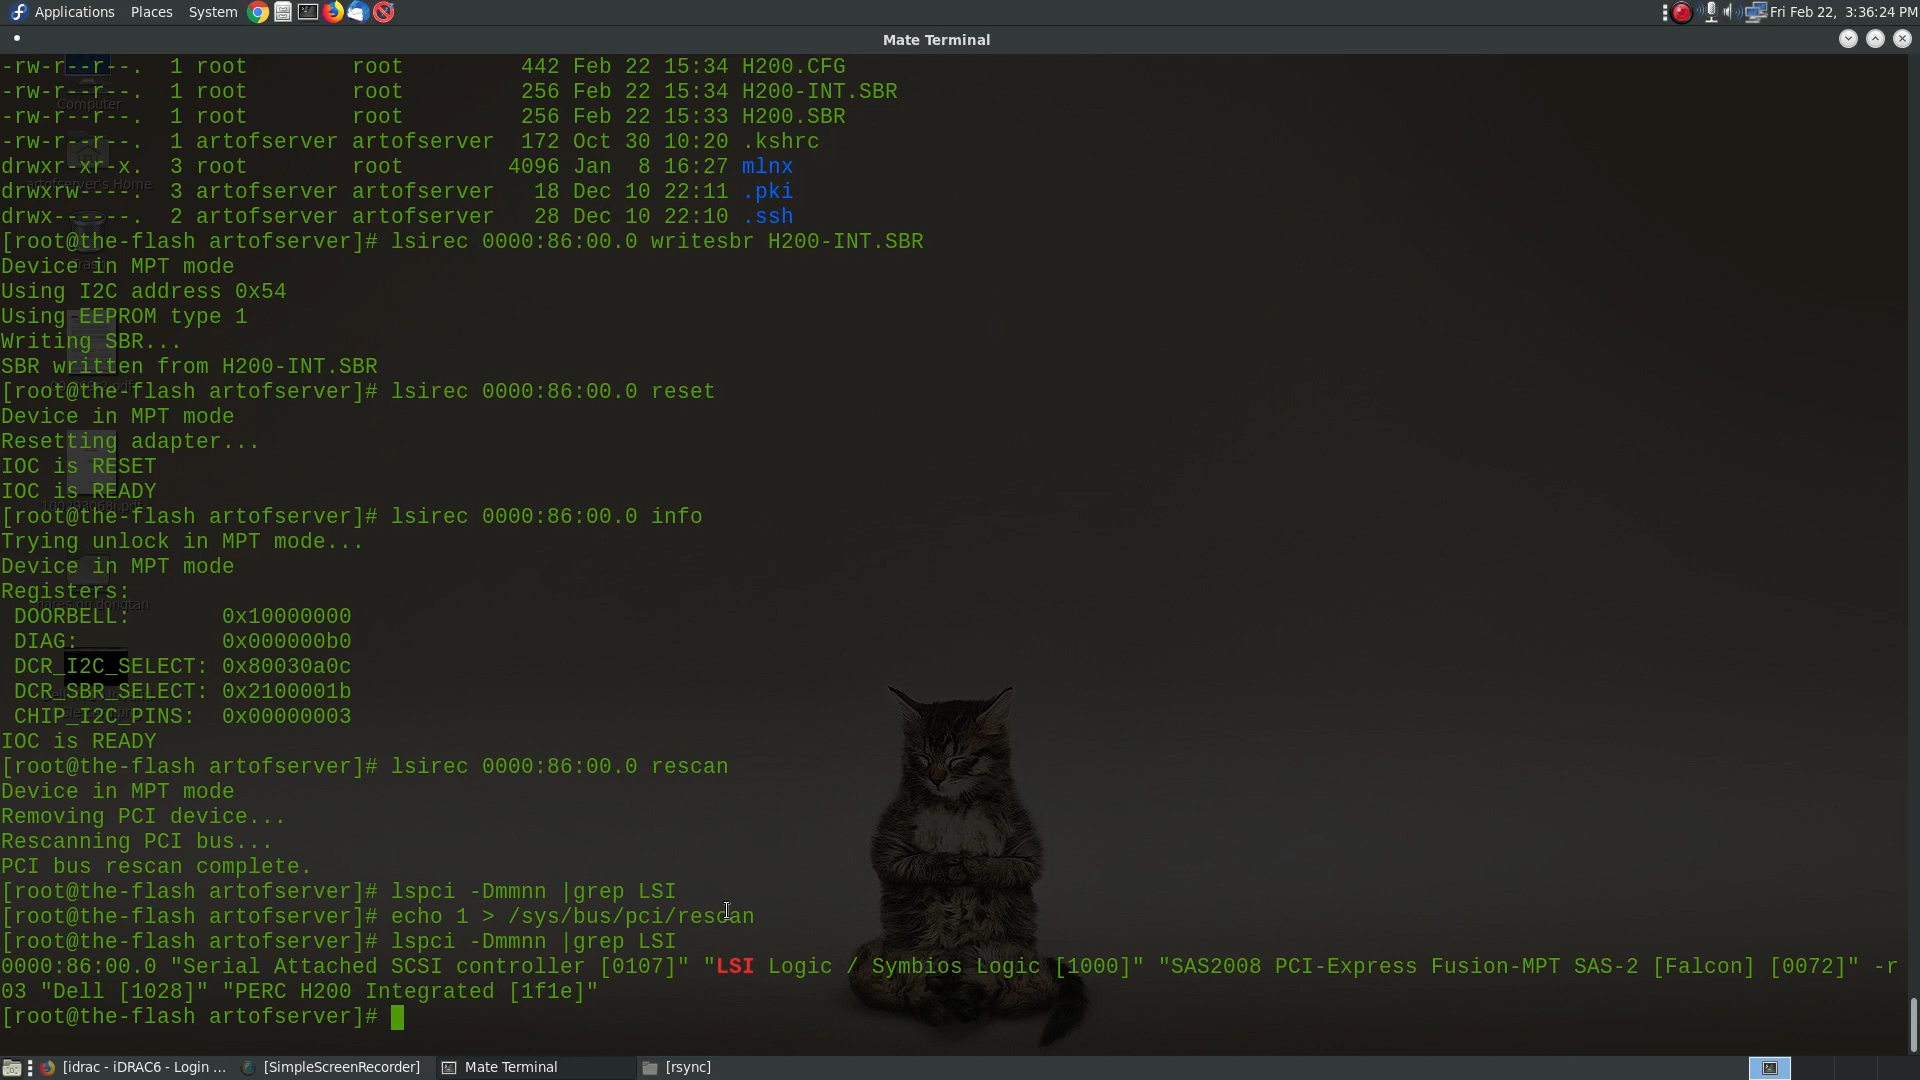 Applications Places System
Fri Feb 22, 3:36:24 PM
Mate Terminal
-rw-r--r--. 1 root root 442 Feb 22 15:34 H200.CFG
-rw-r--r--. 1 root root 256 Feb 22 15:34 H200-INT.SBR
-rw-r--r--. 1 root root 256 Feb 22 15:33 H200.SBR
-rw-r--r--. 1 artofserver artofserver 172 Oct 30 10:20 .kshrc
drwxr-xr-x. 3 root root 4096 Jan 8 16:27 mlnx
drwxrw----. 3 artofserver artofserver 18 Dec 10 22:11 .pki
drwx------. 2 artofserver artofserver 28 Dec 10 22:10 .ssh
[root@the-flash artofserver]# lsirec 0000:86:00.0 writesbr H200-INT.SBR
Device in MPT mode
Using I2C address 0x54
Using EEPROM type 1
Writing SBR...
SBR written from H200-INT.SBR
[root@the-flash artofserver]# lsirec 0000:86:00.0 reset
Device in MPT mode
Resetting adapter...
IOC is RESET
IOC is READY
[root@the-flash artofserver]# lsirec 0000:86:00.0 info
Trying unlock in MPT mode...
Device in MPT mode
Registers:
DOORBELL: 0x10000000
DIAG: 0x000000b0
DCR_I2C_SELECT: 0x80030a0c
DCR_SBR_SELECT: 0x2100001b
CHIP_I2C_PINS: 0x00000003
IOC is READY
[root@the-flash artofserver]# lsirec 0000:86:00.0 rescan
Device in MPT mode
Removing PCI device...
Rescanning PCI bus...
PCI bus rescan complete.
[root@the-flash artofserver]# lspci -Dmmnn |grep LSI
[root@the-flash artofserver]# echo 1 > /sys/bus/pci/rescan
[root@the-flash artofserver]# lspci -Dmmnn |grep LSI
0000:86:00.0 "Serial Attached SCSI controller [0107]" "LSI Logic / Symbios Logic [1000]" "SAS2008 PCI-Express Fusion-MPT SAS-2 [Falcon] [0072]" -r
03 "Dell [1028]" "PERC H200 Integrated [1f1e]"
[root@the-flash artofserver]#
Computer
artofserver's Home
[idrac - iDRAC6 - Login ...
[SimpleScreenRecorder]
Mate Terminal
[rsync]